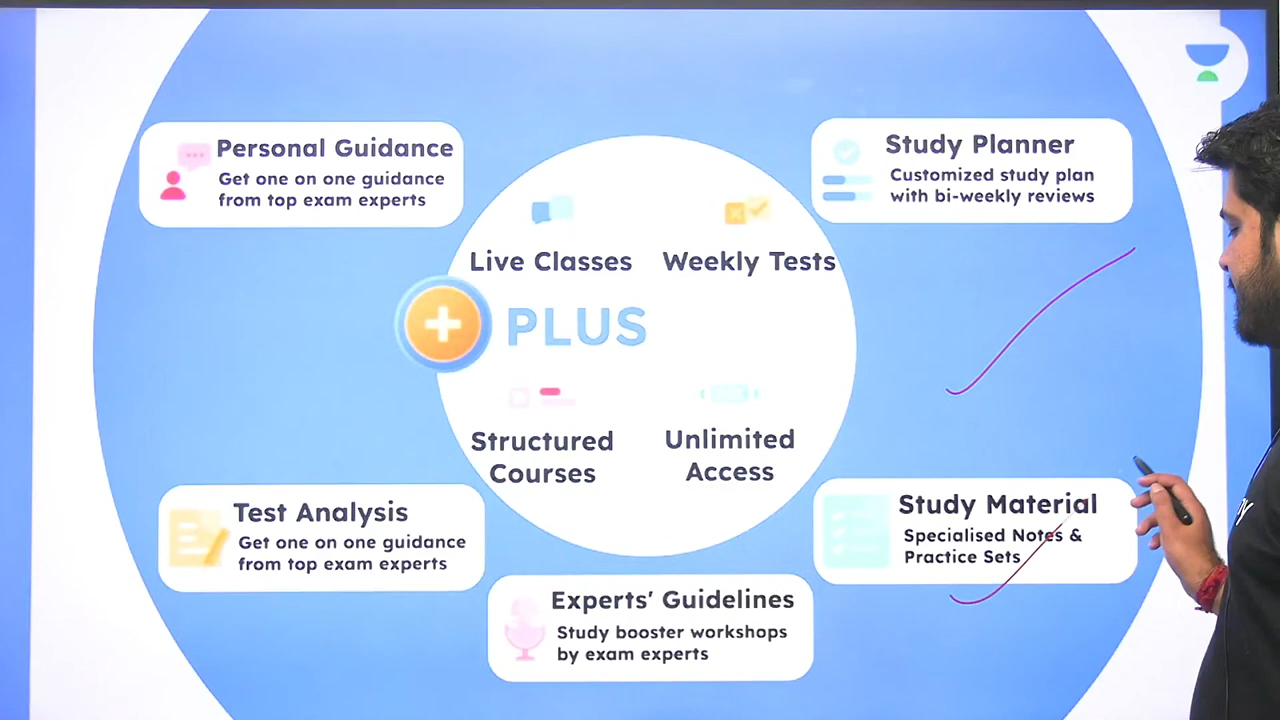 Personal Guidance
Get one on one guidance
from top exam experts
Study Planner
Customized study plan
with bi-weekly reviews
Live Classes
Weekly Tests
PLUS
Structured
Courses
Unlimited
Access
Test Analysis
Get one on one guidance
from top exam experts
Study Material
Specialised Notes &
Practice Sets
Experts' Guidelines
Study booster workshops
by exam experts